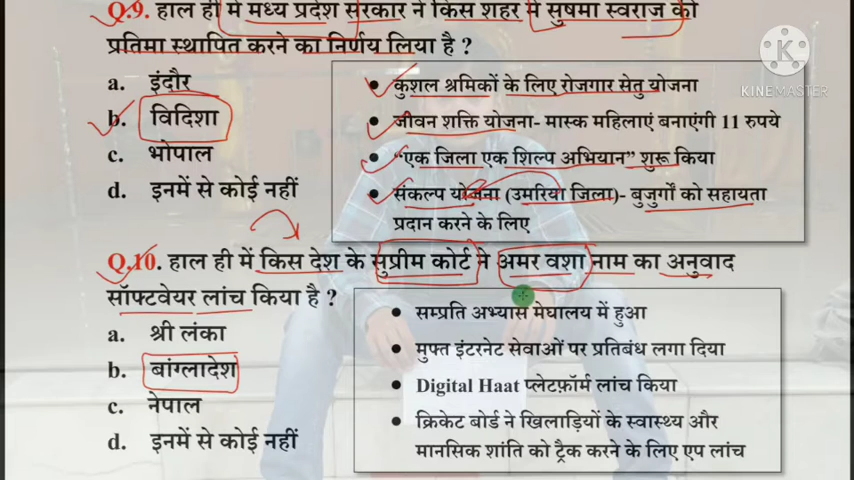 Q.9. हाल ही में मध्य प्रदेश सरकार ने किस शहर में सुषमा स्वराज की
प्रतिमा स्थापित करने का निर्णय लिया है ?
a. इंदौर
b. विदिशा
c. भोपाल
d. इनमें से कोई नहीं
• कुशल श्रमिकों के लिए रोजगार सेतु योजना
• जीवन शक्ति योजना- मास्क महिलाएं बनाएंगी 11 रुपये
• “एक जिला एक शिल्प अभियान” शुरू किया
• संकल्प योजना (उमरिया जिला)- बुजुर्गों को सहायता
प्रदान करने के लिए
KINEMASTER
Q.10. हाल ही में किस देश के सुप्रीम कोर्ट ने अमर वशा नाम का अनुवाद
सॉफ्टवेयर लांच किया है ?
a. श्री लंका
b. बांग्लादेश
c. नेपाल
d. इनमें से कोई नहीं
• सम्प्रति अभ्यास मेघालय में हुआ
• मुफ्त इंटरनेट सेवाओं पर प्रतिबंध लगा दिया
• Digital Haat प्लेटफ़ॉर्म लांच किया
• क्रिकेट बोर्ड ने खिलाड़ियों के स्वास्थ्य और
मानसिक शांति को ट्रैक करने के लिए एप लांच